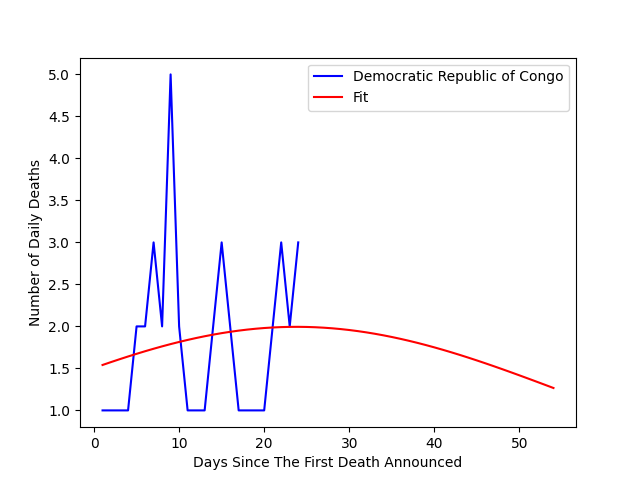 Democratic Republic of Congo
Fit
Number of Daily Deaths
5.0
4.5
4.0
3.5
3.0
2.5
2.0
1.5
1.0
0 10 20 30 40 50
Days Since The First Death Announced